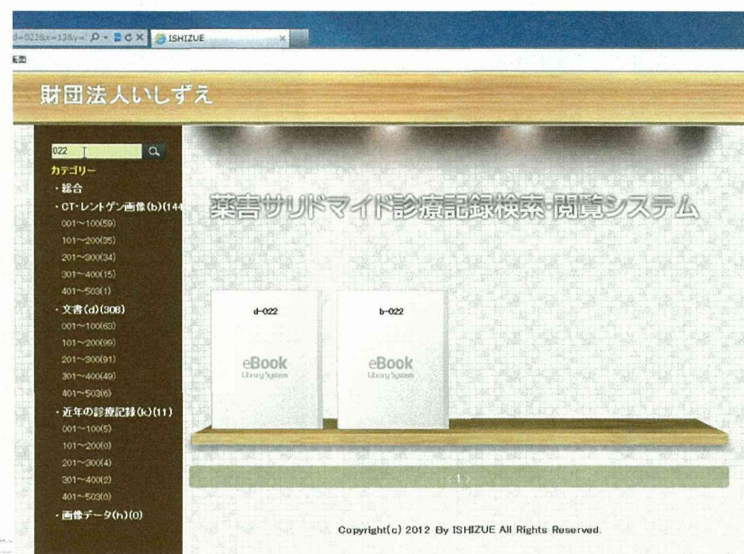 d=022&x=13&y=
ISHIZUE
画面
財団法人いしずえ
022
カテゴリー
・総合
・CT・レントゲン画像(b)(144
001～100(59)
101～200(35)
201～300(34)
301～400(15)
401～503(1)
・文書(d)(308)
001～100(63)
101～200(99)
201～300(91)
301～400(49)
401～503(6)
・近年の診療記録(k)(11)
001～100(5)
101～200(0)
201～300(4)
301～400(2)
401～503(0)
・画像データ(h)(0)
薬害サリドマイド診療記録検索・閲覧システム
d-022
eBook
Library System
b-022
eBook
Library System
< 1 >
Copyright(c) 2012 By ISHIZUE All Rights Reserved.